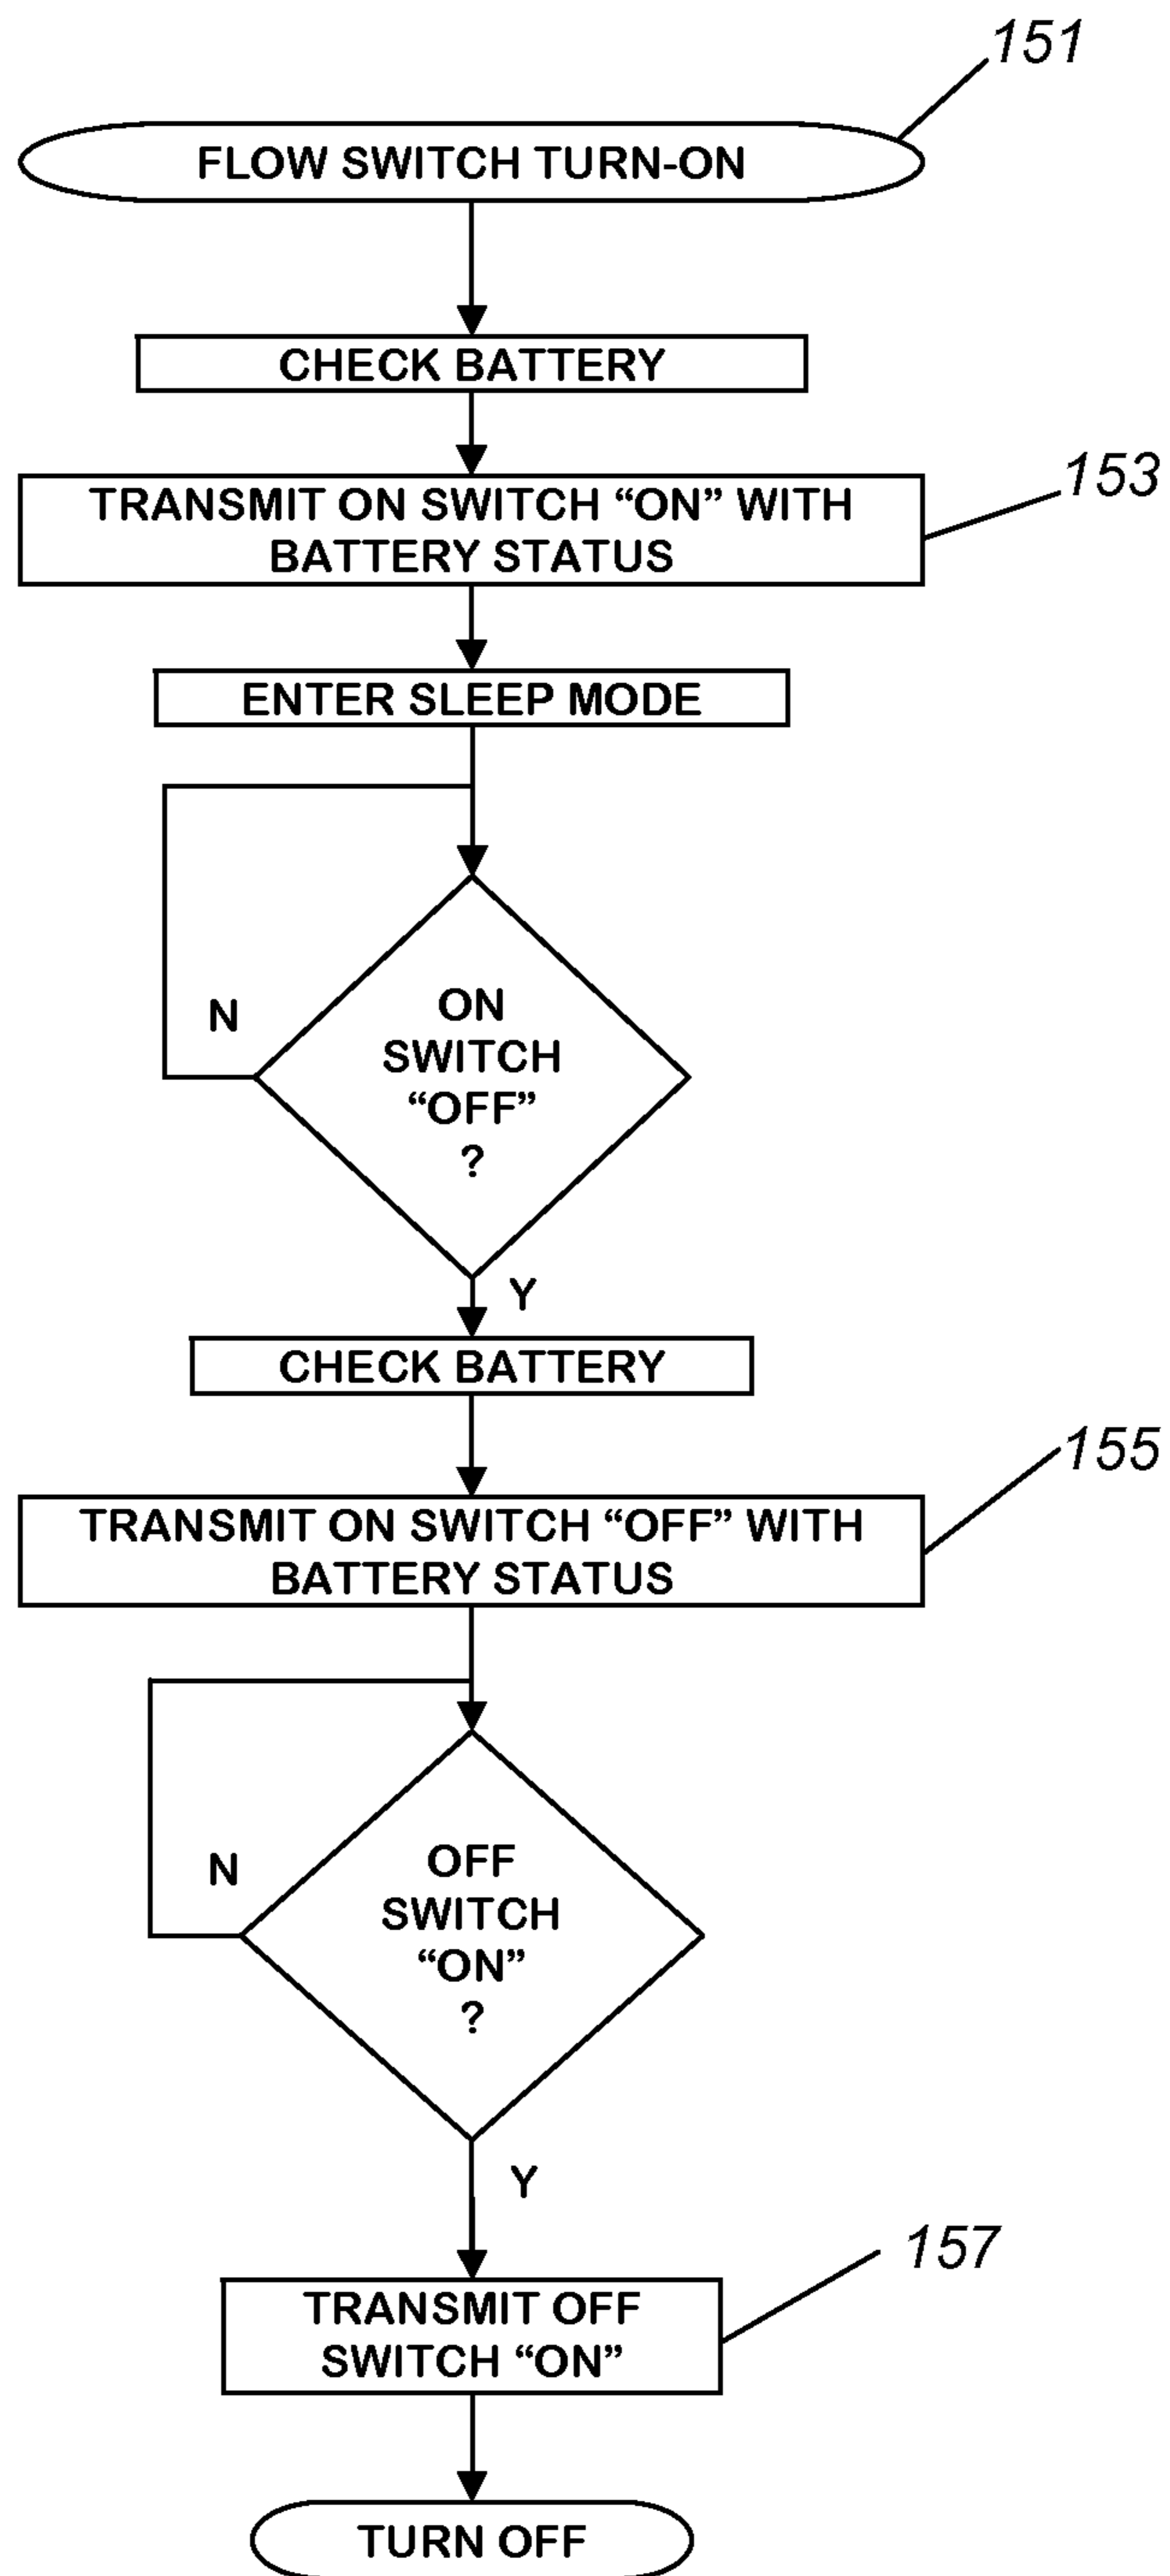 151
FLOW SWITCH TURN-ON
CHECK BATTERY
153
TRANSMIT ON SWITCH “ON” WITH
BATTERY STATUS
ENTER SLEEP MODE
N
ON
SWITCH
“OFF”
?
Y
CHECK BATTERY
155
TRANSMIT ON SWITCH “OFF” WITH
BATTERY STATUS
N
OFF
SWITCH
“ON”
?
Y
157
TRANSMIT OFF
SWITCH “ON”
TURN OFF